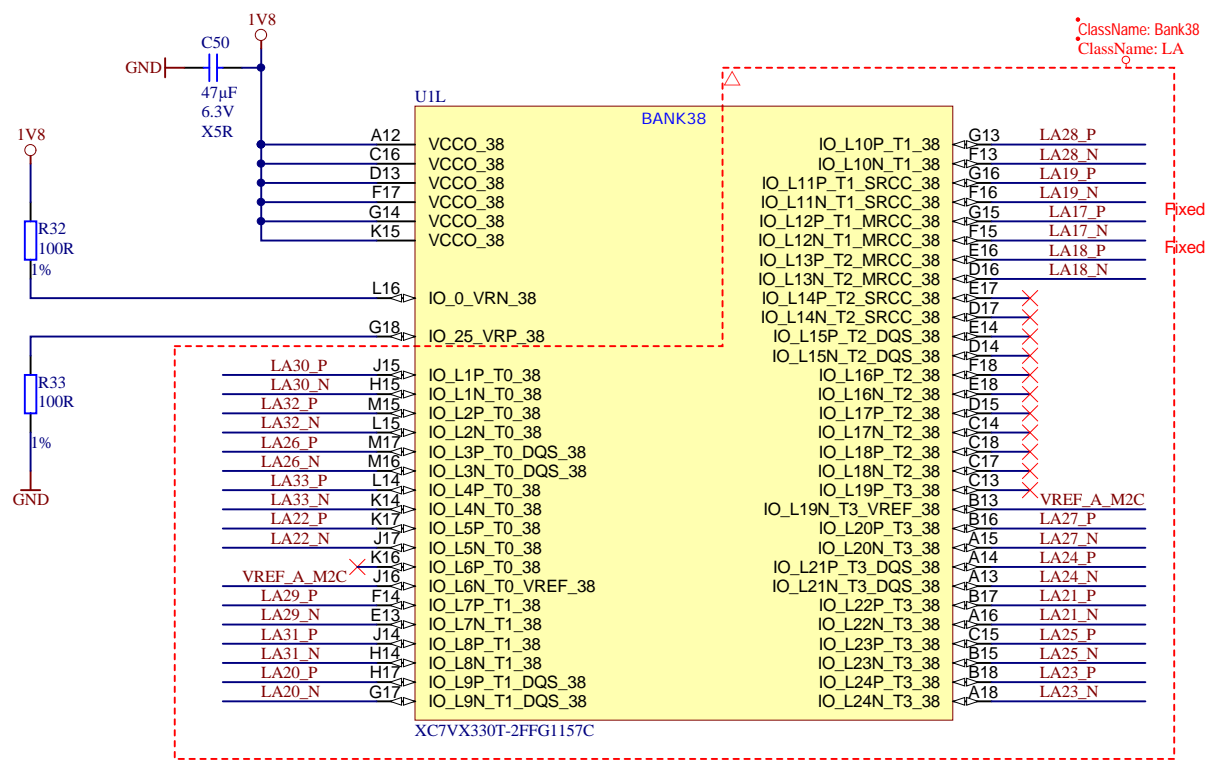 ClassName: Bank38
ClassName: LA
1V8
C50
GND
47µF
6.3V
X5R
1V8
R32
100R
1%
R33
100R
1%
GND
U1L
BANK38
A12 VCCO_38
C16 VCCO_38
D13 VCCO_38
F17 VCCO_38
G14 VCCO_38
K15 VCCO_38
L16 IO_0_VRN_38
G18 IO_25_VRP_38
LA30_P J15 IO_L1P_T0_38
LA30_N H15 IO_L1N_T0_38
LA32_P M15 IO_L2P_T0_38
LA32_N L15 IO_L2N_T0_38
LA26_P M17 IO_L3P_T0_DQS_38
LA26_N M16 IO_L3N_T0_DQS_38
LA33_P L14 IO_L4P_T0_38
LA33_N K14 IO_L4N_T0_38
LA22_P K17 IO_L5P_T0_38
LA22_N J17 IO_L5N_T0_38
K16 IO_L6P_T0_38
VREF_A_M2C J16 IO_L6N_T0_VREF_38
LA29_P F14 IO_L7P_T1_38
LA29_N E13 IO_L7N_T1_38
LA31_P J14 IO_L8P_T1_38
LA31_N H14 IO_L8N_T1_38
LA20_P H17 IO_L9P_T1_DQS_38
LA20_N G17 IO_L9N_T1_DQS_38
IO_L10P_T1_38 G13 LA28_P
IO_L10N_T1_38 F13 LA28_N
IO_L11P_T1_SRCC_38 G16 LA19_P
IO_L11N_T1_SRCC_38 F16 LA19_N
IO_L12P_T1_MRCC_38 G15 LA17_P Fixed
IO_L12N_T1_MRCC_38 F15 LA17_N
IO_L13P_T2_MRCC_38 E16 LA18_P Fixed
IO_L13N_T2_MRCC_38 D16 LA18_N
IO_L14P_T2_SRCC_38 E17
IO_L14N_T2_SRCC_38 D17
IO_L15P_T2_DQS_38 E14
IO_L15N_T2_DQS_38 D14
IO_L16P_T2_38 F18
IO_L16N_T2_38 E18
IO_L17P_T2_38 D15
IO_L17N_T2_38 C14
IO_L18P_T2_38 C18
IO_L18N_T2_38 C17
IO_L19P_T3_38 C13
IO_L19N_T3_VREF_38 B13 VREF_A_M2C
IO_L20P_T3_38 B16 LA27_P
IO_L20N_T3_38 A15 LA27_N
IO_L21P_T3_DQS_38 A14 LA24_P
IO_L21N_T3_DQS_38 A13 LA24_N
IO_L22P_T3_38 B17 LA21_P
IO_L22N_T3_38 A16 LA21_N
IO_L23P_T3_38 C15 LA25_P
IO_L23N_T3_38 B15 LA25_N
IO_L24P_T3_38 B18 LA23_P
IO_L24N_T3_38 A18 LA23_N
XC7VX330T-2FFG1157C